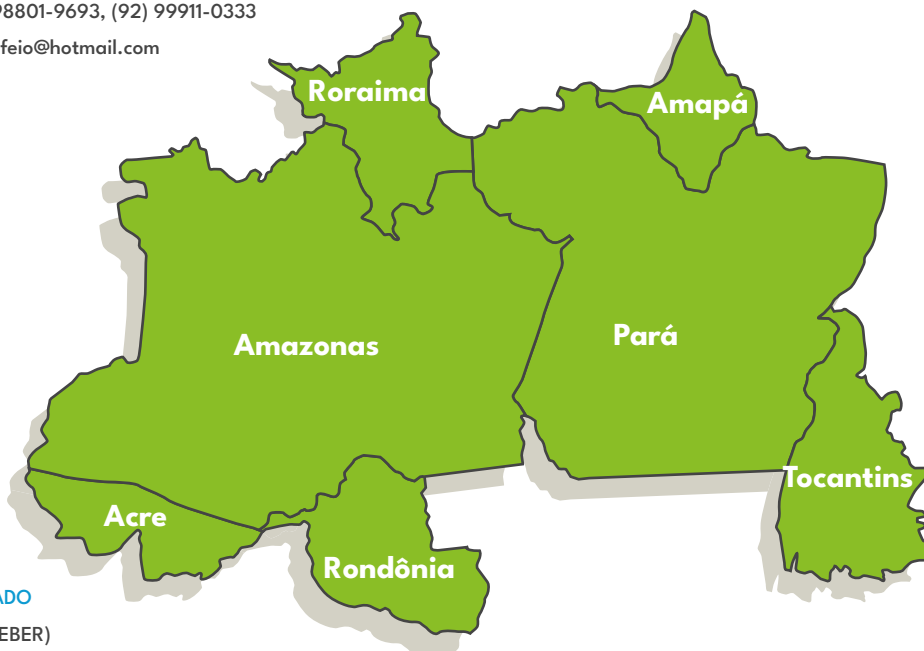 98801-9693, (92) 99911-0333
feio@hotmail.com
Roraima
Amapá
Amazonas
Pará
Tocantins
Acre
Rondônia
ADO
EBER)